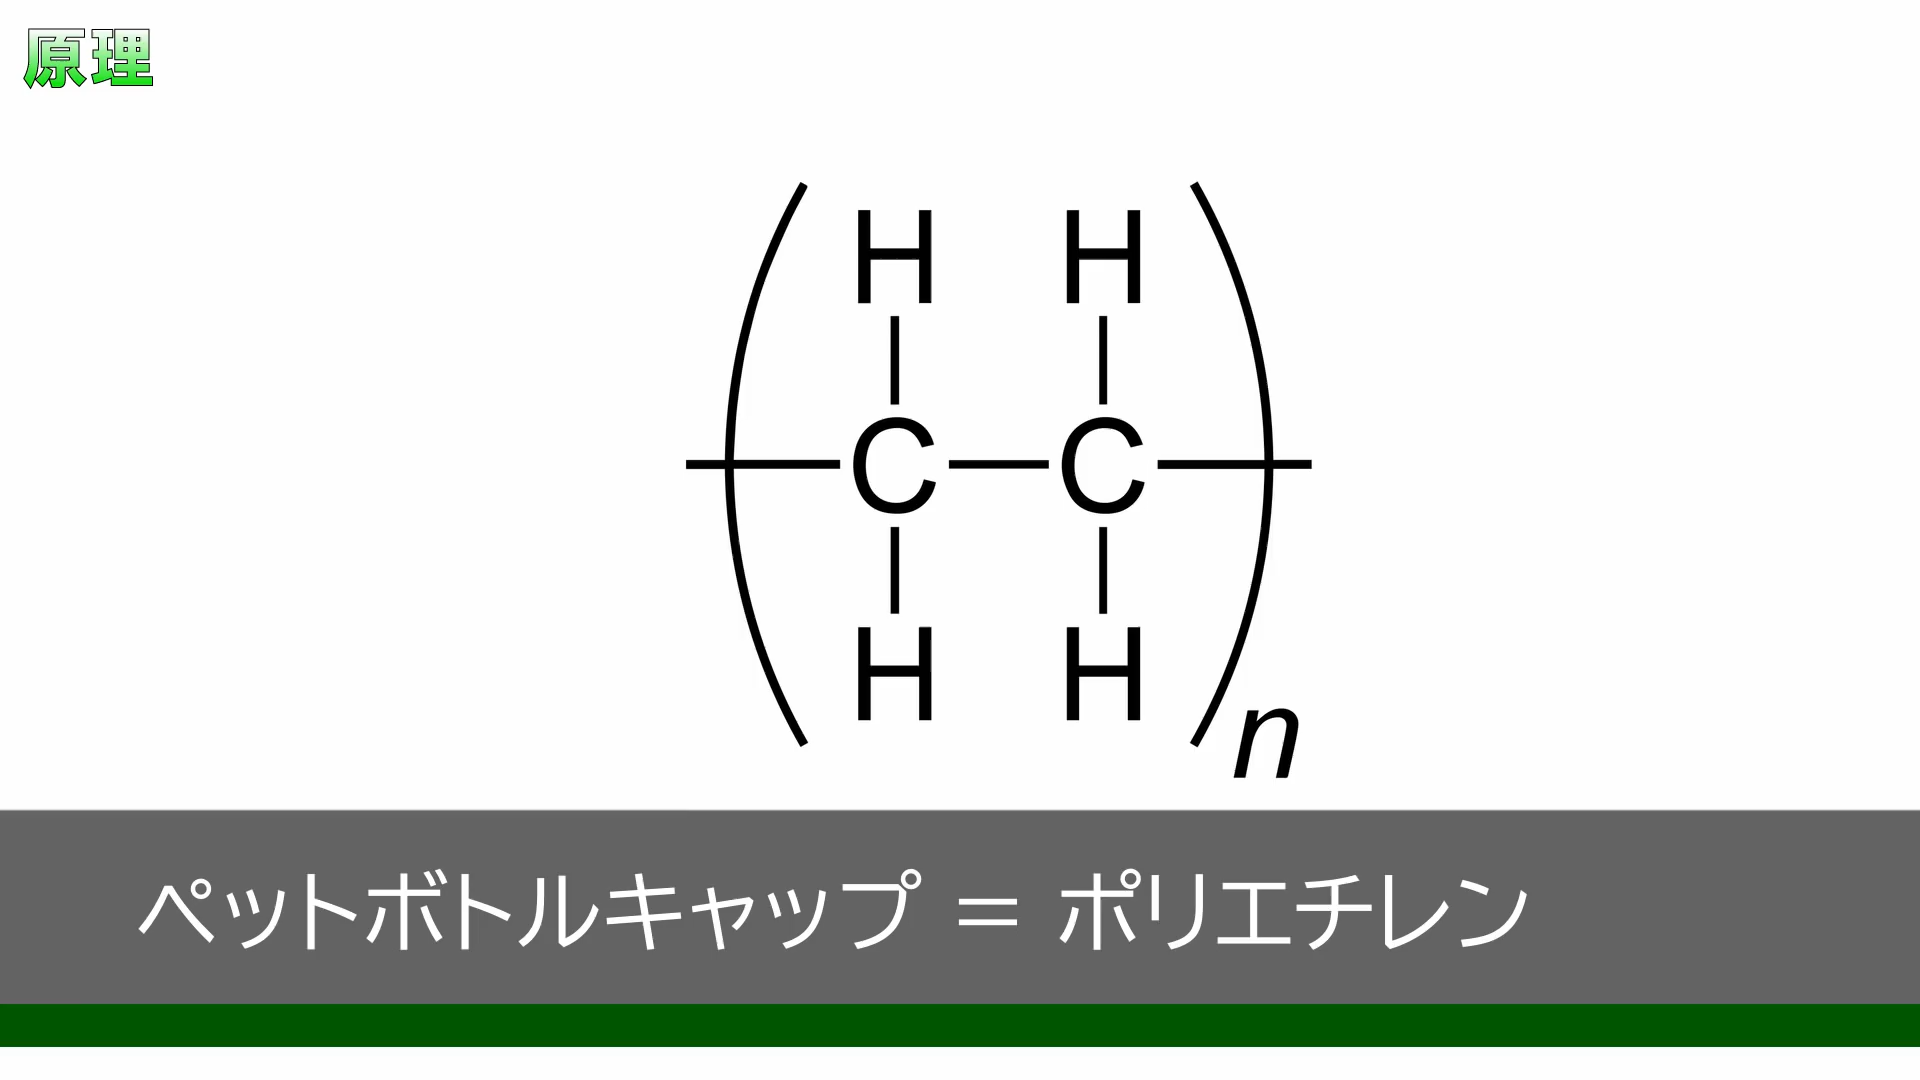 原理
H H
C C
H H
n
ペットボトルキャップ = ポリエチレン